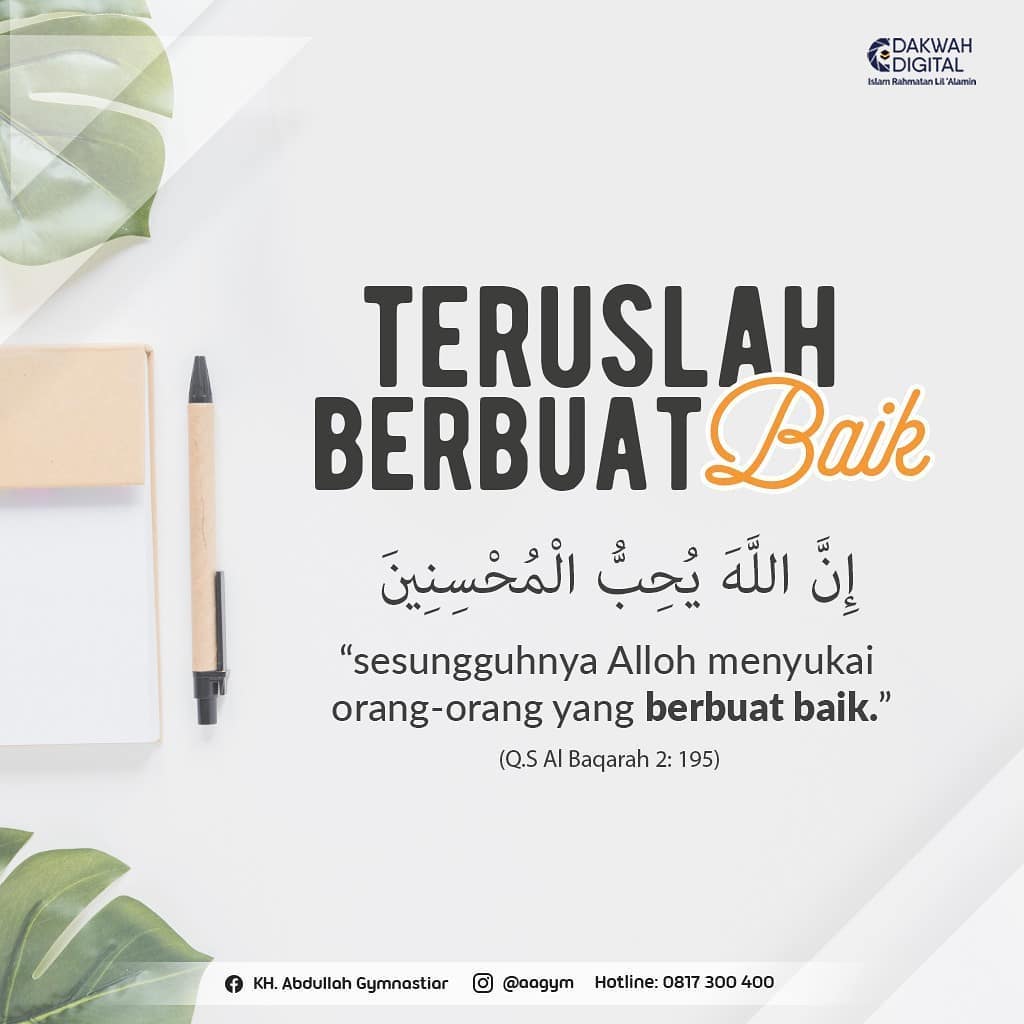 DAKWAH
DIGITAL
Islam Rahmatan Lil 'Alamin
TERUSLAH
BERBUAT Baik
إِنَّ اللَّهَ يُحِبُّ الْمُحْسِنِينَ
“sesungguhnya Alloh menyukai
orang-orang yang berbuat baik.”
(Q.S Al Baqarah 2: 195)
KH. Abdullah Gymnastiar @aagym Hotline: 0817 300 400